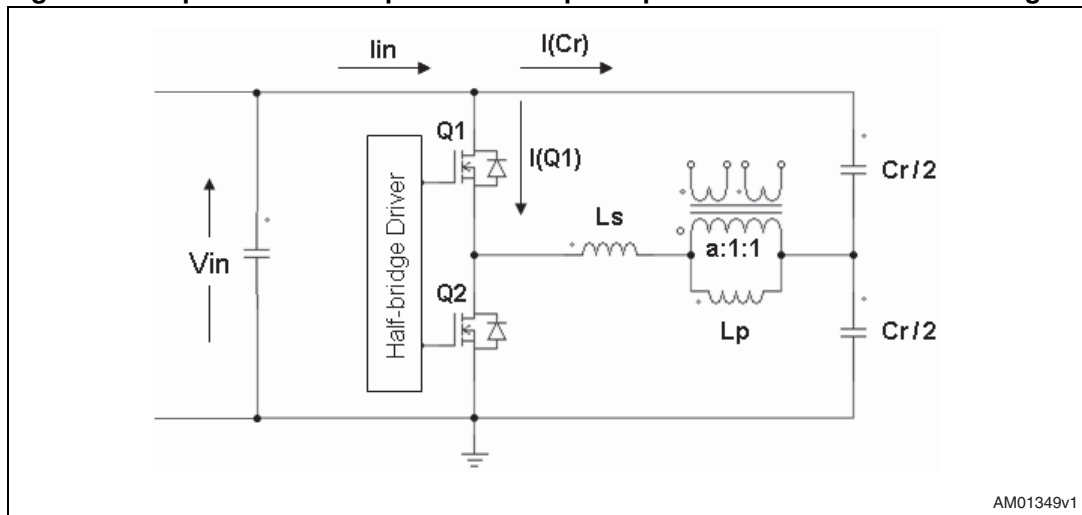 Iin
I(Cr)
Q1
I(Q1)
Cr/2
Ls
a:1:1
Vin
Half-bridge Driver
Q2
Lp
Cr/2
AM01349v1